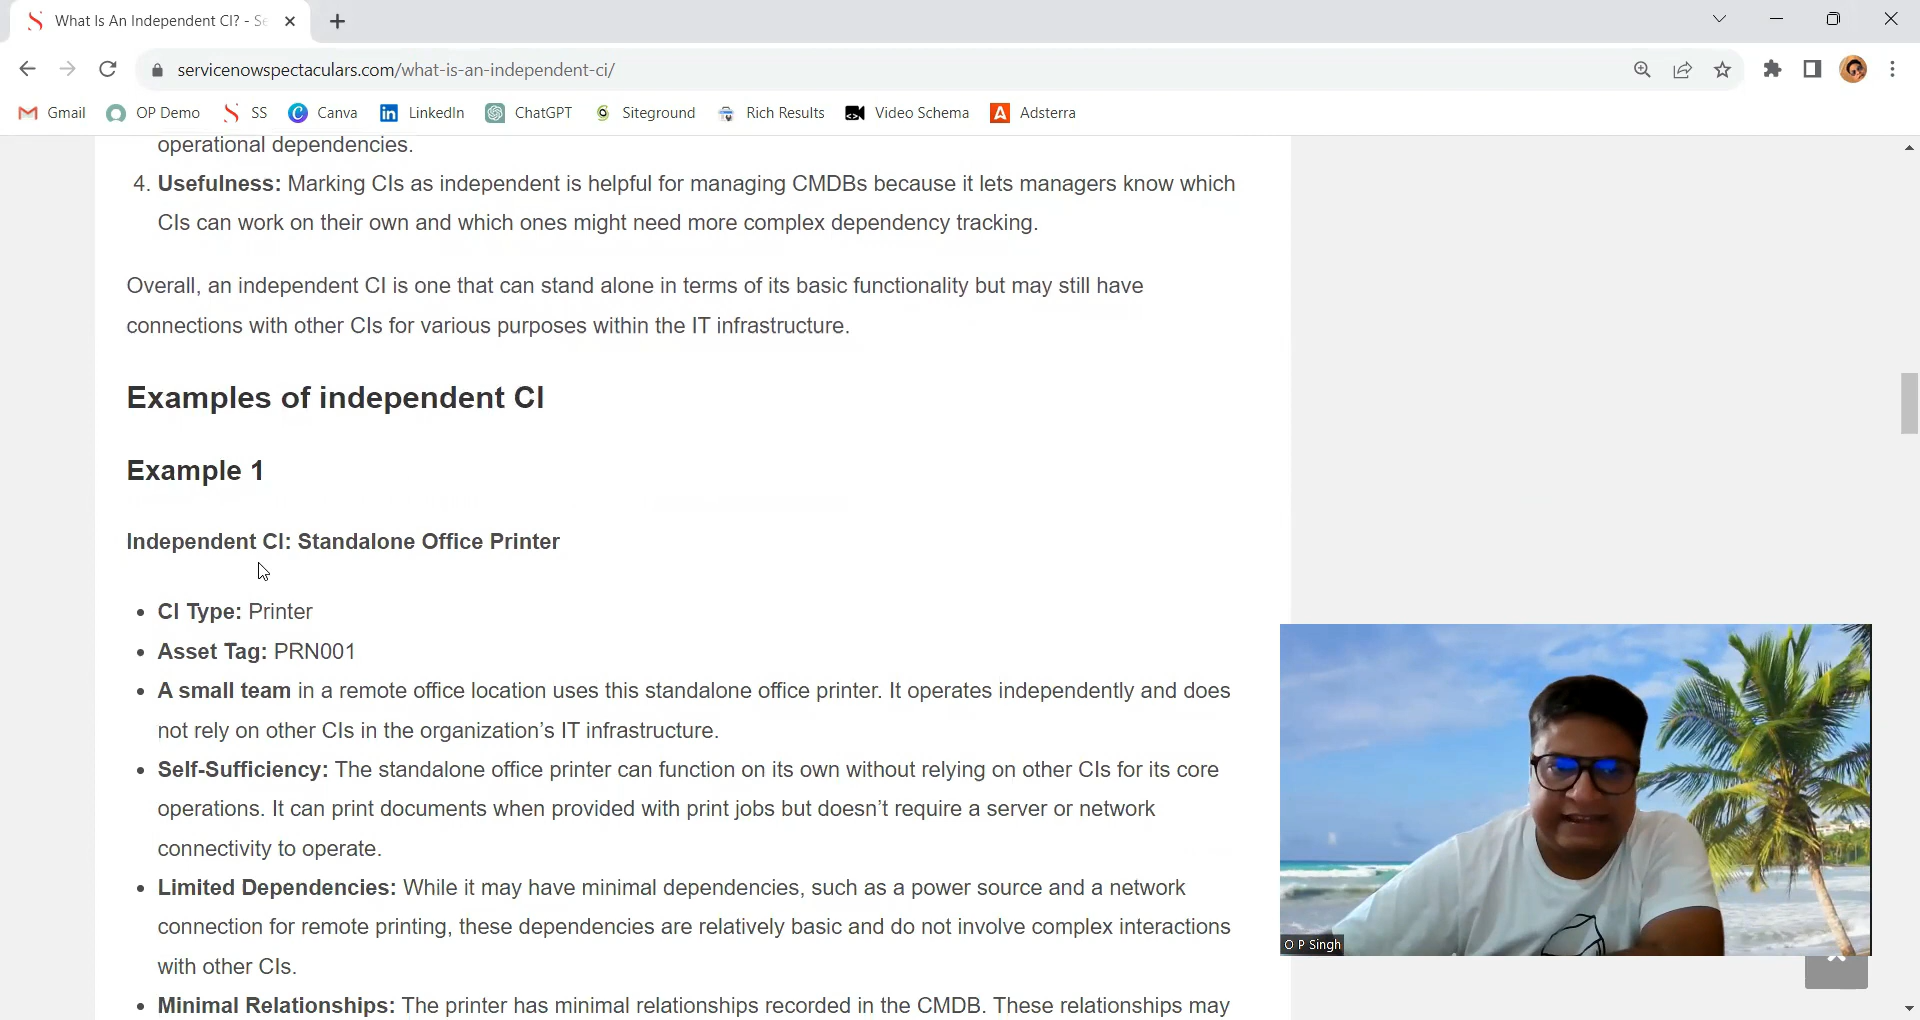 What Is An Independent CI? - Se
servicenowspectaculars.com/what-is-an-independent-ci/
Gmail
OP Demo
SS
Canva
LinkedIn
ChatGPT
Siteground
Rich Results
Video Schema
Adsterra
operational dependencies.
4. Usefulness: Marking CIs as independent is helpful for managing CMDBs because it lets managers know which
CIs can work on their own and which ones might need more complex dependency tracking.
Overall, an independent CI is one that can stand alone in terms of its basic functionality but may still have
connections with other CIs for various purposes within the IT infrastructure.
Examples of independent CI
Example 1
Independent CI: Standalone Office Printer
• CI Type: Printer
• Asset Tag: PRN001
• A small team in a remote office location uses this standalone office printer. It operates independently and does
not rely on other CIs in the organization's IT infrastructure.
• Self-Sufficiency: The standalone office printer can function on its own without relying on other CIs for its core
operations. It can print documents when provided with print jobs but doesn't require a server or network
connectivity to operate.
• Limited Dependencies: While it may have minimal dependencies, such as a power source and a network
connection for remote printing, these dependencies are relatively basic and do not involve complex interactions
with other CIs.
• Minimal Relationships: The printer has minimal relationships recorded in the CMDB. These relationships may
O P Singh